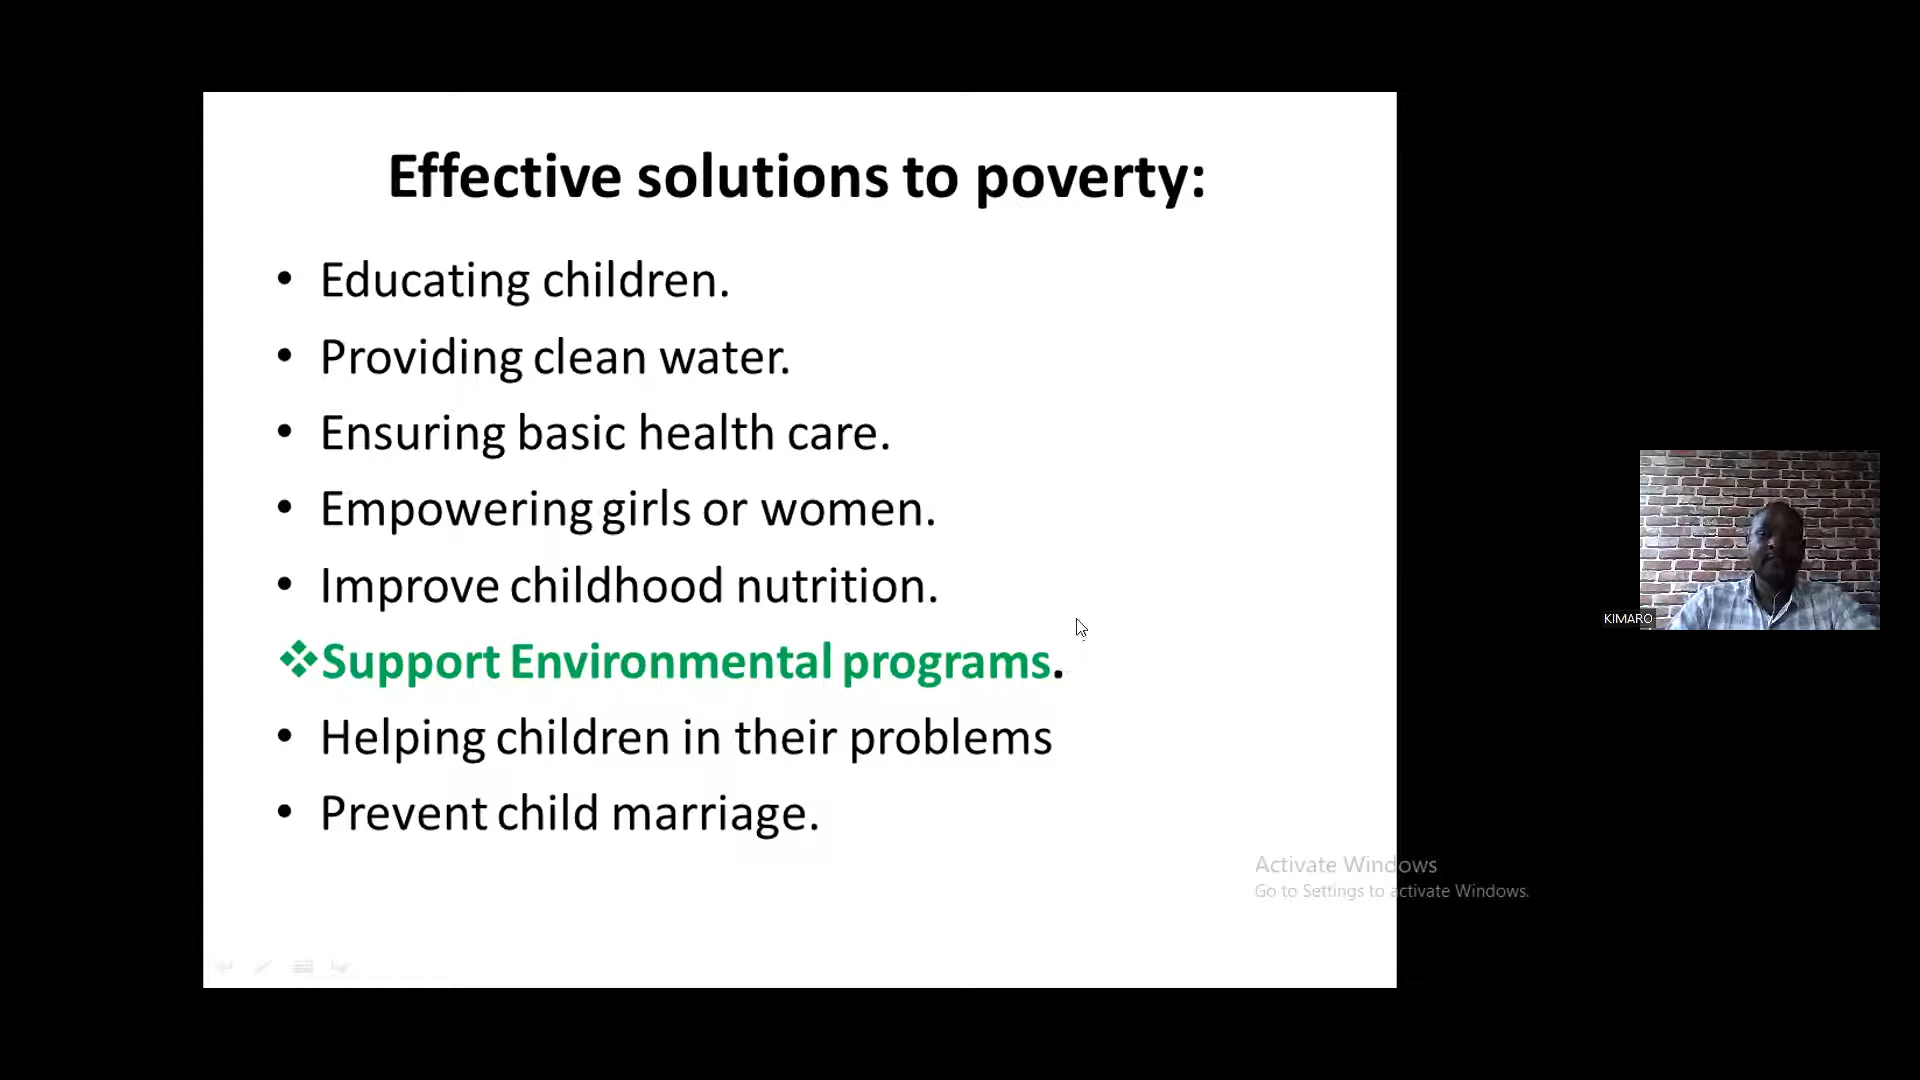 Effective solutions to poverty:
• Educating children.
• Providing clean water.
• Ensuring basic health care.
• Empowering girls or women.
• Improve childhood nutrition.
❖Support Environmental programs.
• Helping children in their problems
• Prevent child marriage.
KIMARO
Activate Windows
Go to Settings to activate Windows.